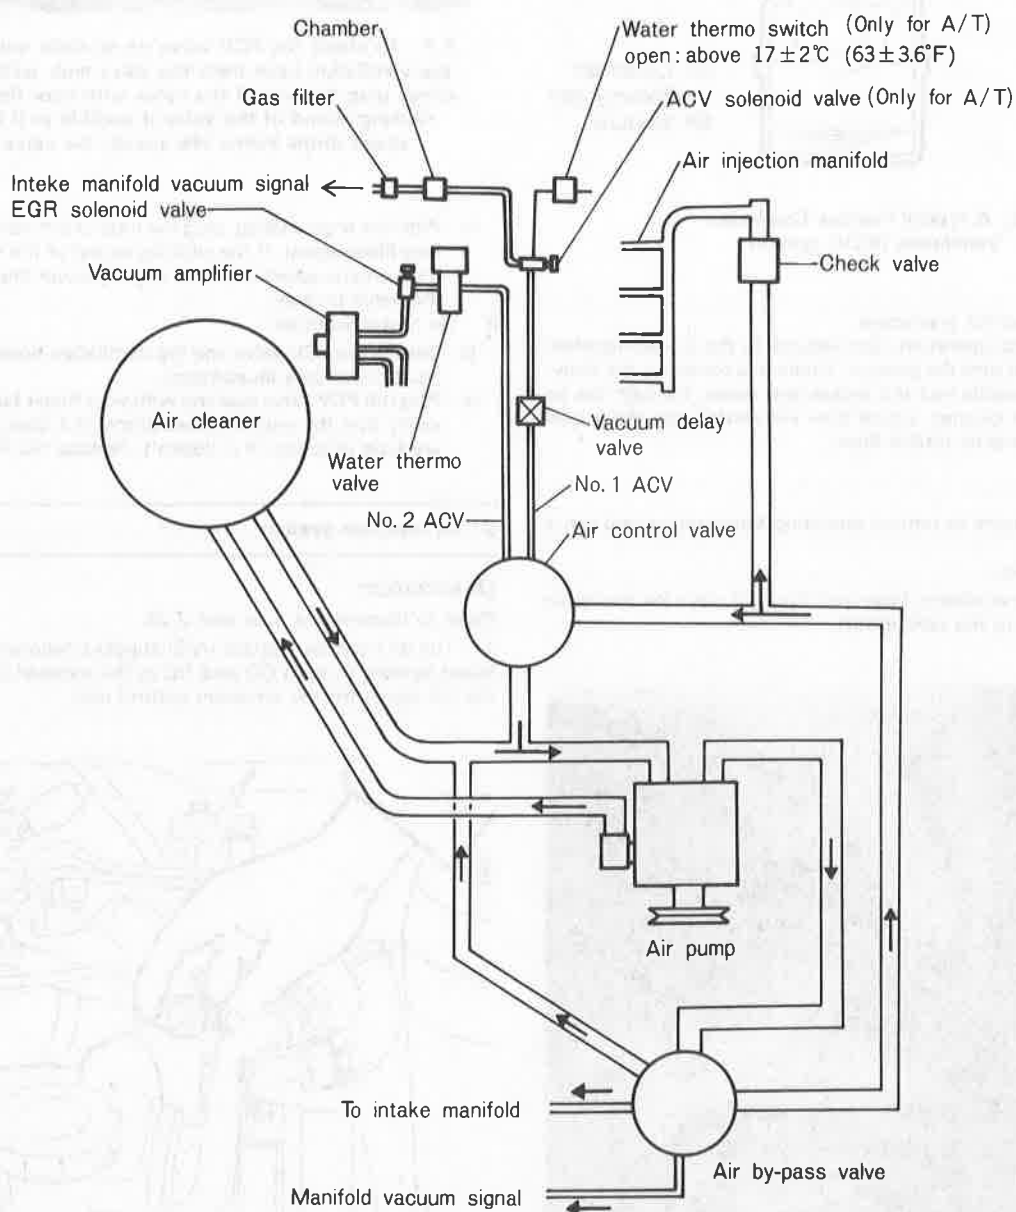 Chamber
Water thermo switch (Only for A/T)
open: above 17±2℃ (63±3.6°F)
Gas filter
ACV solenoid valve (Only for A/T)
Air injection manifold
Inteke manifold vacuum signal
EGR solenoid valve
Check valve
Vacuum amplifier
Air cleaner
Vacuum delay
valve
Water thermo
valve
No. 1 ACV
No. 2 ACV
Air control valve
Air pump
To intake manifold
Air by-pass valve
Manifold vacuum signal